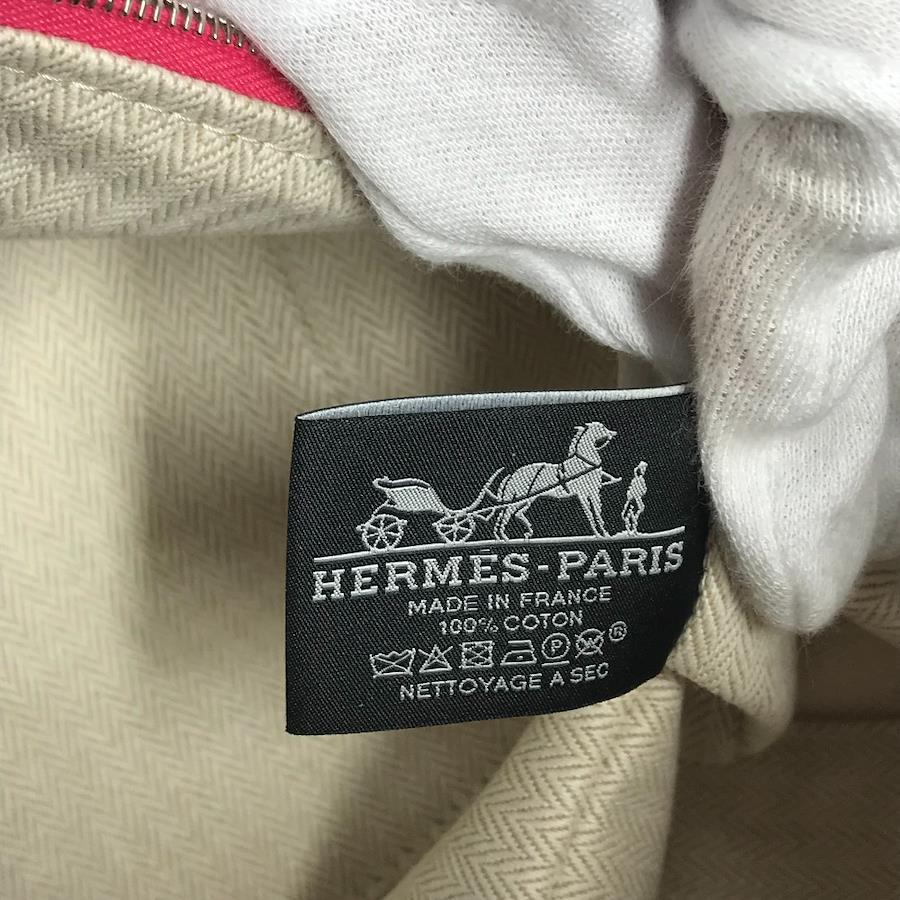 HERMÈS-PARIS
MADE IN FRANCE
100% COTON
P ®
NETTOYAGE A SEC